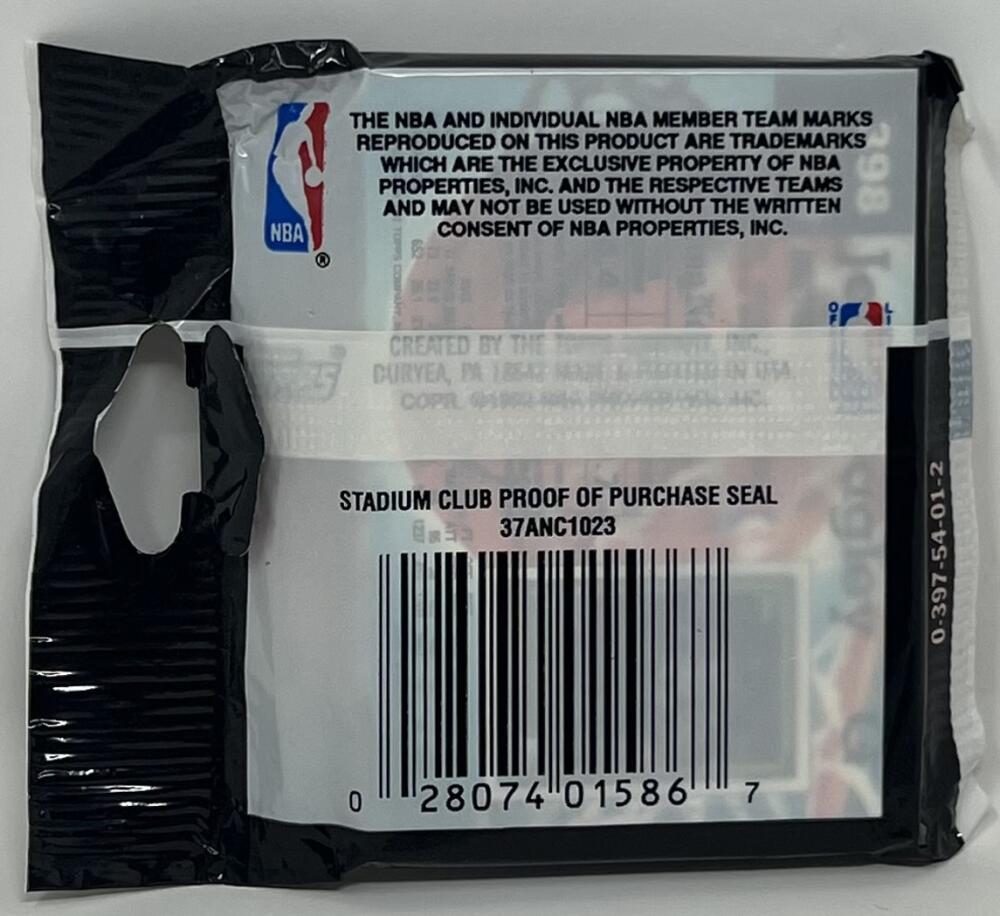 THE NBA AND INDIVIDUAL NBA MEMBER TEAM MARKS
REPRODUCED ON THIS PRODUCT ARE TRADEMARKS
WHICH ARE THE EXCLUSIVE PROPERTY OF NBA
PROPERTIES, INC. AND THE RESPECTIVE TEAMS
AND MAY NOT BE USED WITHOUT THE WRITTEN
CONSENT OF NBA PROPERTIES, INC.
NBA
®
CREATED BY THE INC.,
DURYEA, PA IN USA
COPR.
STADIUM CLUB PROOF OF PURCHASE SEAL
37ANC1023
0 28074 01586 7
0-397-54-01-2